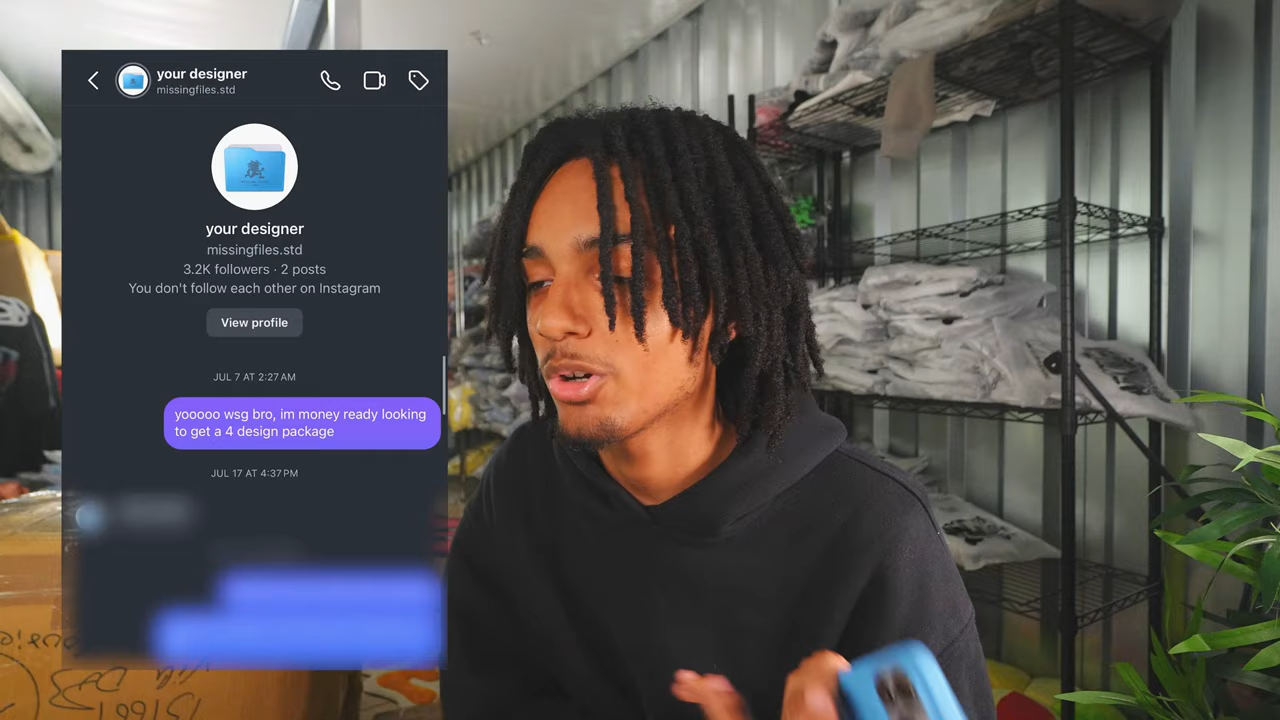 your designer
missingfiles.std
your designer
missingfiles.std
3.2K followers · 2 posts
You don't follow each other on Instagram
View profile
JUL 7 AT 2:27 AM
yooooo wsg bro, im money ready looking
to get a 4 design package
JUL 17 AT 4:37 PM